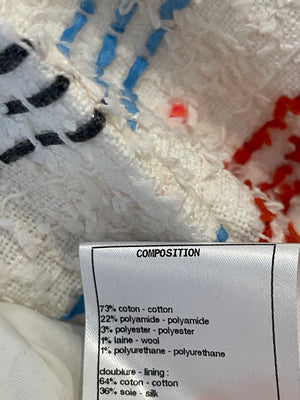 COMPOSITION
73% coton - cotton
22% polyamide - polyamide
3% polyester - polyester
1% laine - wool
1% polyurethane - polyurethane
doublure - lining :
64% coton - cotton
36% soie - silk